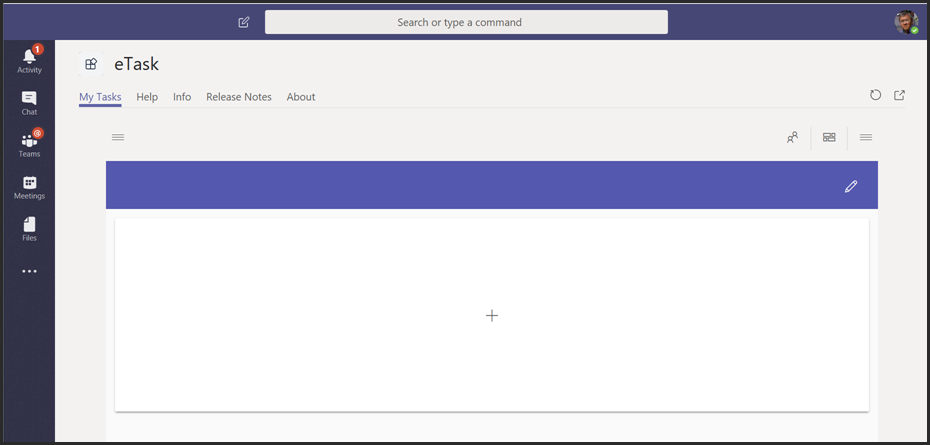 Search or type a command
1
Activity
Chat
@
Teams
Meetings
Files
eTask
My Tasks Help Info Release Notes About